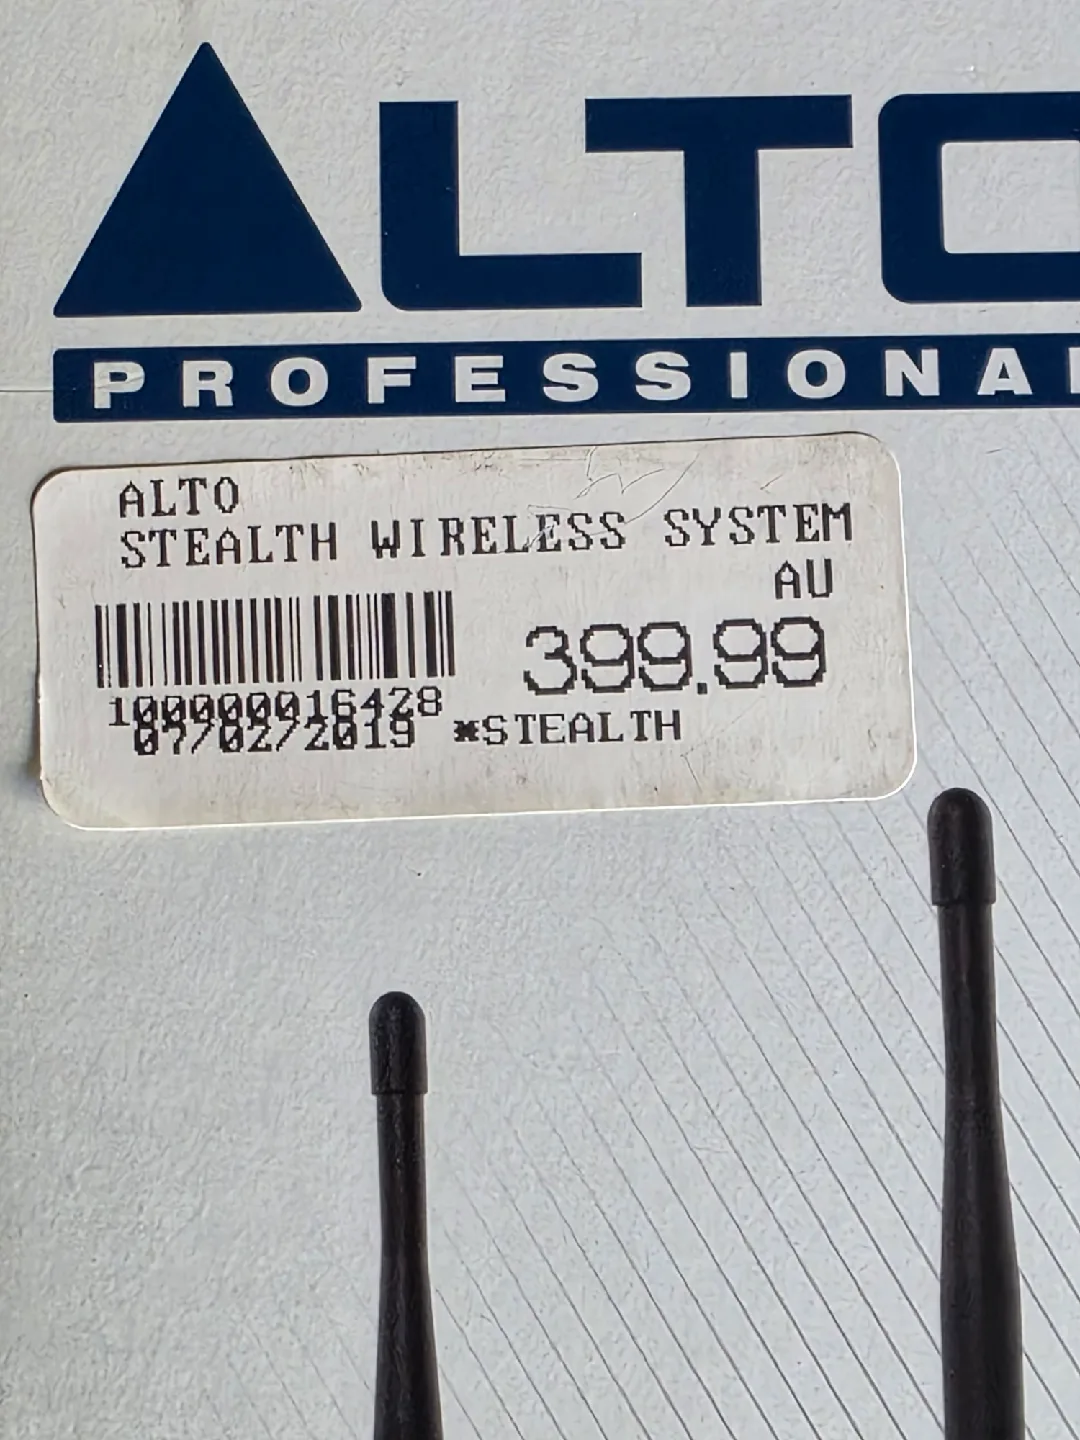 ALTO
PROFESSIONAL
ALTO
STEALTH WIRELESS SYSTEM
AU
399.99
100000016428
07/02/2019 *STEALTH